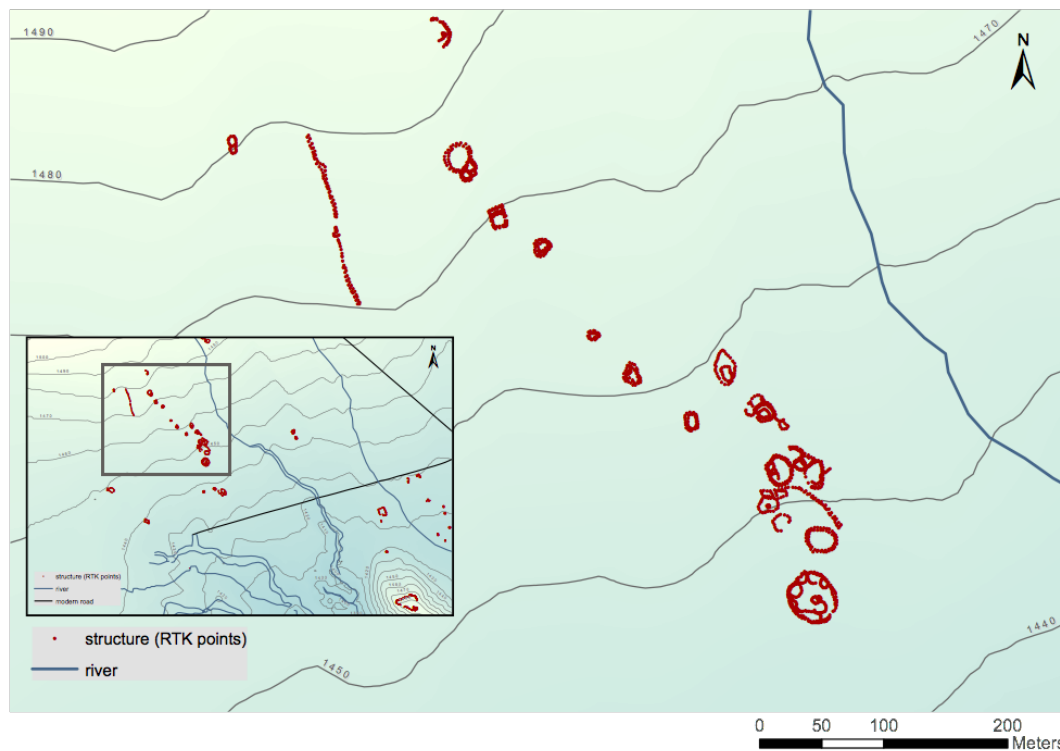 1490
1470
N
1480
N
structure (RTK points)
river
modern road
structure (RTK points)
river
1450
1440
0 50 100 200
Meters